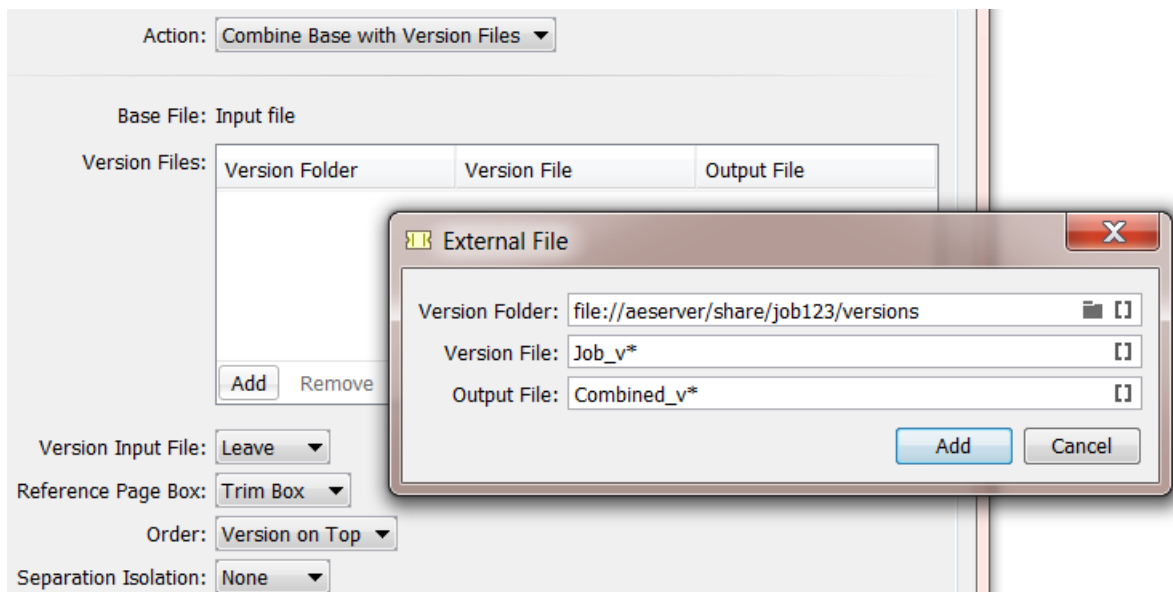 Action: Combine Base with Version Files
Base File: Input file
Version Files:
Version Folder Version File Output File
External File
Version Folder: file://aeserver/share/job123/versions
Version File: Job_v*
Output File: Combined_v*
Add Cancel
Add Remove
Version Input File: Leave
Reference Page Box: Trim Box
Order: Version on Top
Separation Isolation: None